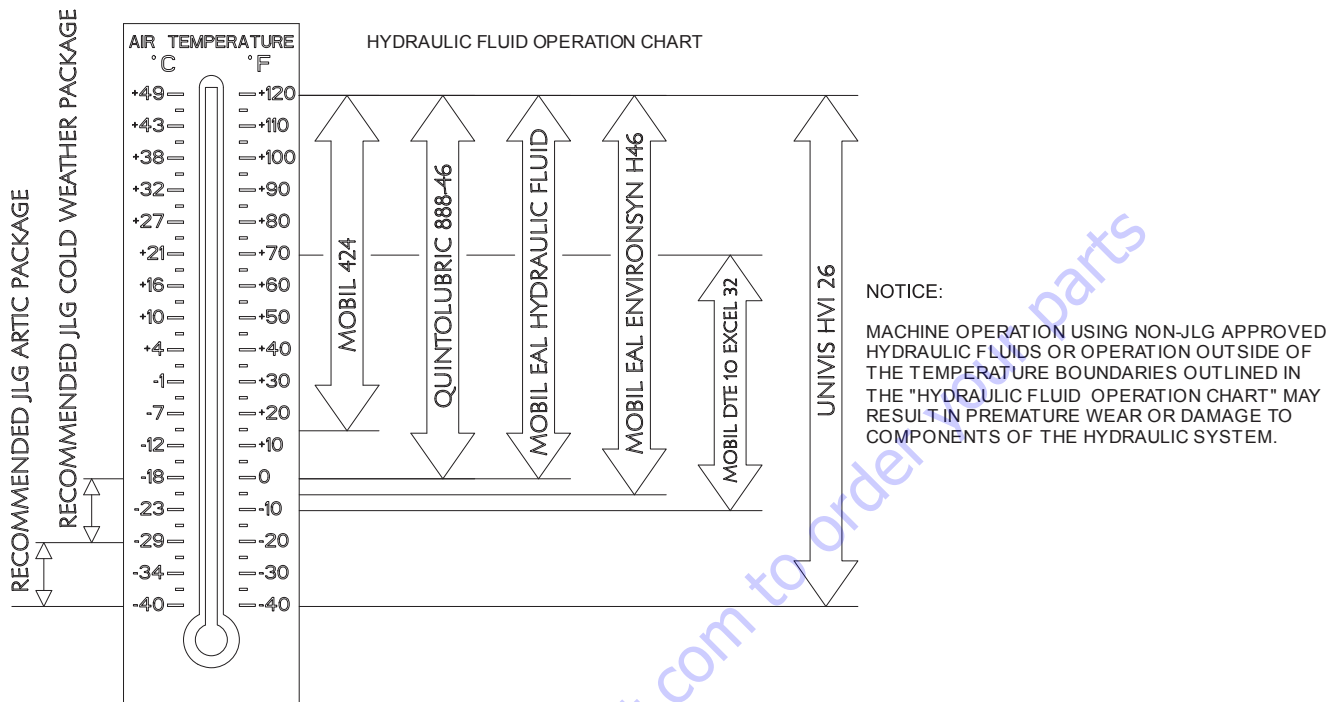 HYDRAULIC FLUID OPERATION CHART
AIR TEMPERATURE
°C °F
+49 +120
+43 +110
+38 +100
+32 +90
+27 +80
+21 +70
+16 +60
+10 +50
+4 +40
-1 +30
-7 +20
-12 +10
-18 0
-23 -10
-29 -20
-34 -30
-40 -40
RECOMMENDED JLG ARTIC PACKAGE
RECOMMENDED JLG COLD WEATHER PACKAGE
MOBIL 424
QUINTOLUBRIC 888-46
MOBIL EAL HYDRAULIC FLUID
MOBIL EAL ENVIRONSYN H46
MOBIL DTE 10 EXCEL 32
UNIVIS HVI 26
NOTICE:
MACHINE OPERATION USING NON-JLG APPROVED
HYDRAULIC FLUIDS OR OPERATION OUTSIDE OF
THE TEMPERATURE BOUNDARIES OUTLINED IN
THE "HYDRAULIC FLUID OPERATION CHART" MAY
RESULT IN PREMATURE WEAR OR DAMAGE TO
COMPONENTS OF THE HYDRAULIC SYSTEM.
com to order your parts